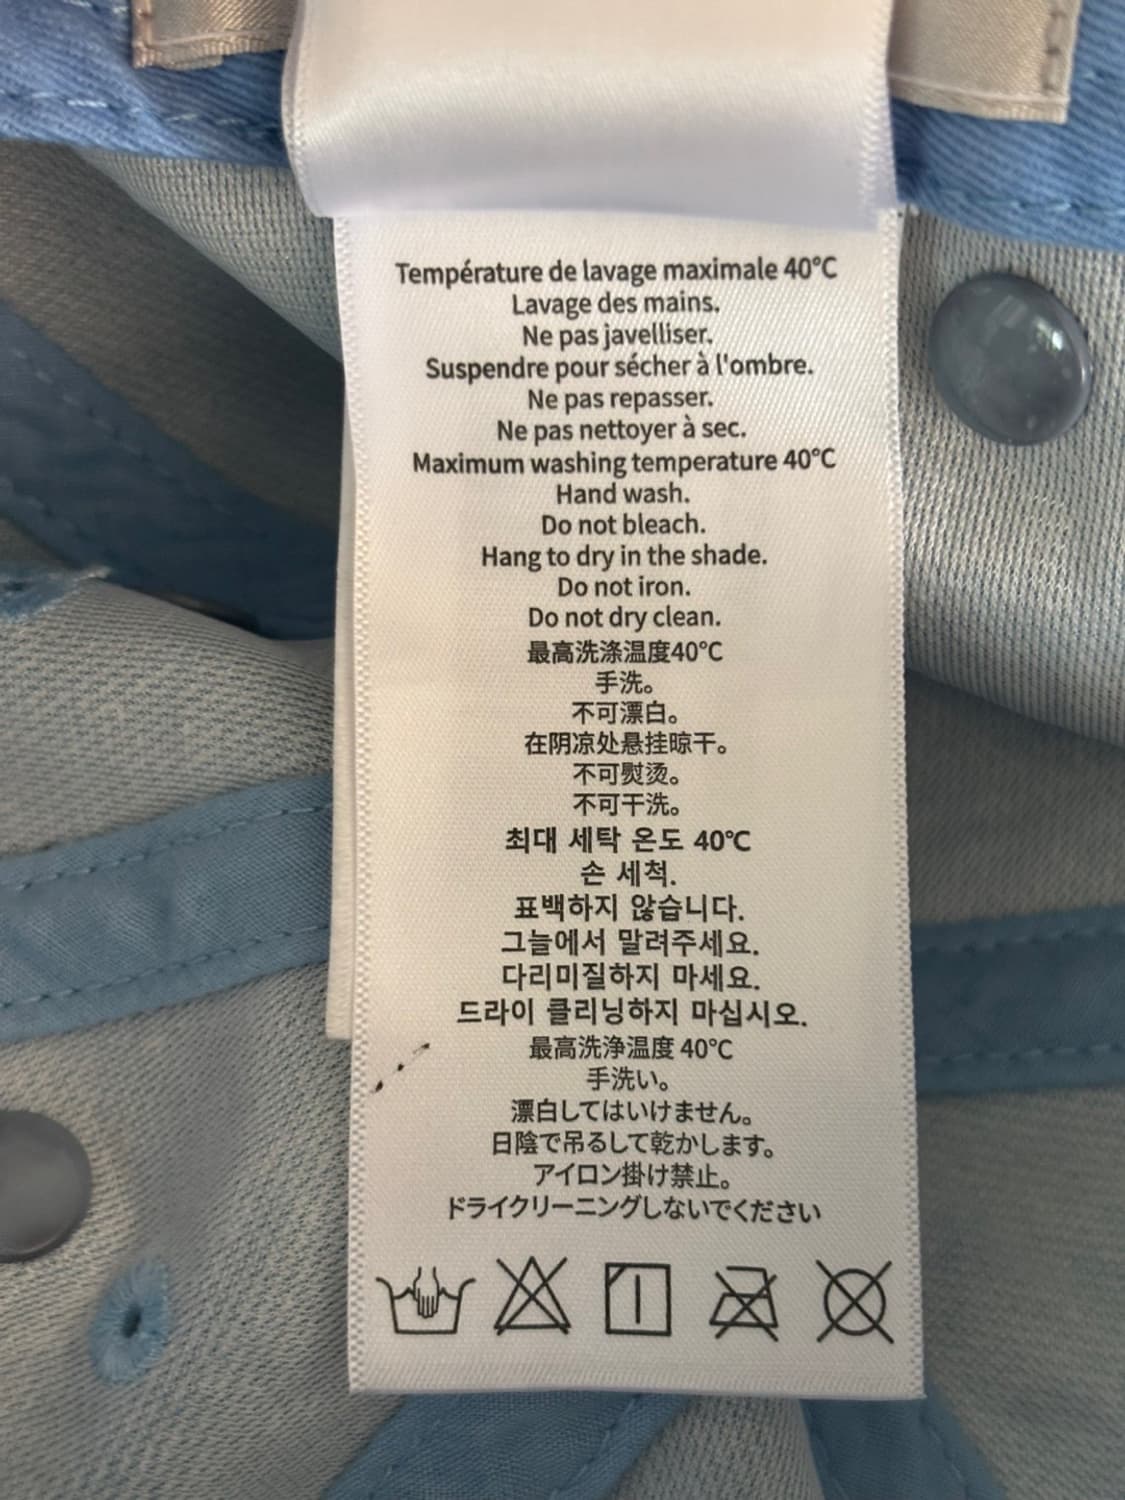 Température de lavage maximale 40°C
Lavage des mains.
Ne pas javelliser.
Suspendre pour sécher à l'ombre.
Ne pas repasser.
Ne pas nettoyer à sec.
Maximum washing temperature 40°C
Hand wash.
Do not bleach.
Hang to dry in the shade.
Do not iron.
Do not dry clean.
最高洗涤温度40℃
手洗。
不可漂白。
在阴凉处悬挂晾干。
不可熨烫。
不可干洗。
최대 세탁 온도 40℃
손 세척.
표백하지 않습니다.
그늘에서 말려주세요.
다리미질하지 마세요.
드라이 클리닝하지 마십시오.
最高洗浄温度 40℃
手洗い。
漂白してはいけません。
日陰で吊るして乾かします。
アイロン掛け禁止。
ドライクリーニングしないでください